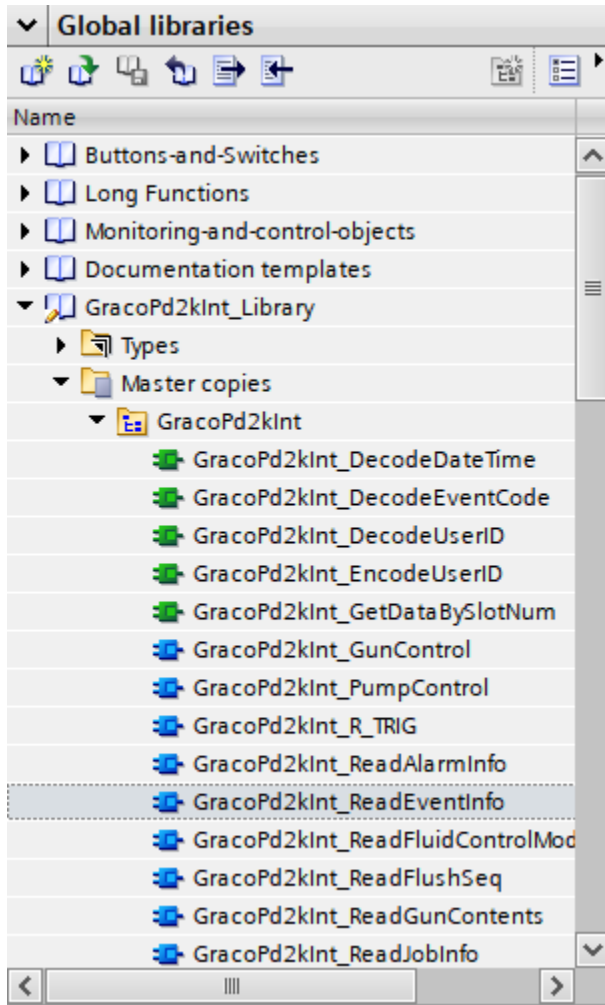 Global libraries
Name
Buttons-and-Switches
Long Functions
Monitoring-and-control-objects
Documentation templates
GracoPd2kInt_Library
Types
Master copies
GracoPd2kInt
GracoPd2kInt_DecodeDateTime
GracoPd2kInt_DecodeEventCode
GracoPd2kInt_DecodeUserID
GracoPd2kInt_EncodeUserID
GracoPd2kInt_GetDataBySlotNum
GracoPd2kInt_GunControl
GracoPd2kInt_PumpControl
GracoPd2kInt_R_TRIG
GracoPd2kInt_ReadAlarmInfo
GracoPd2kInt_ReadEventInfo
GracoPd2kInt_ReadFluidControlMod
GracoPd2kInt_ReadFlushSeq
GracoPd2kInt_ReadGunContents
GracoPd2kInt_ReadJobInfo